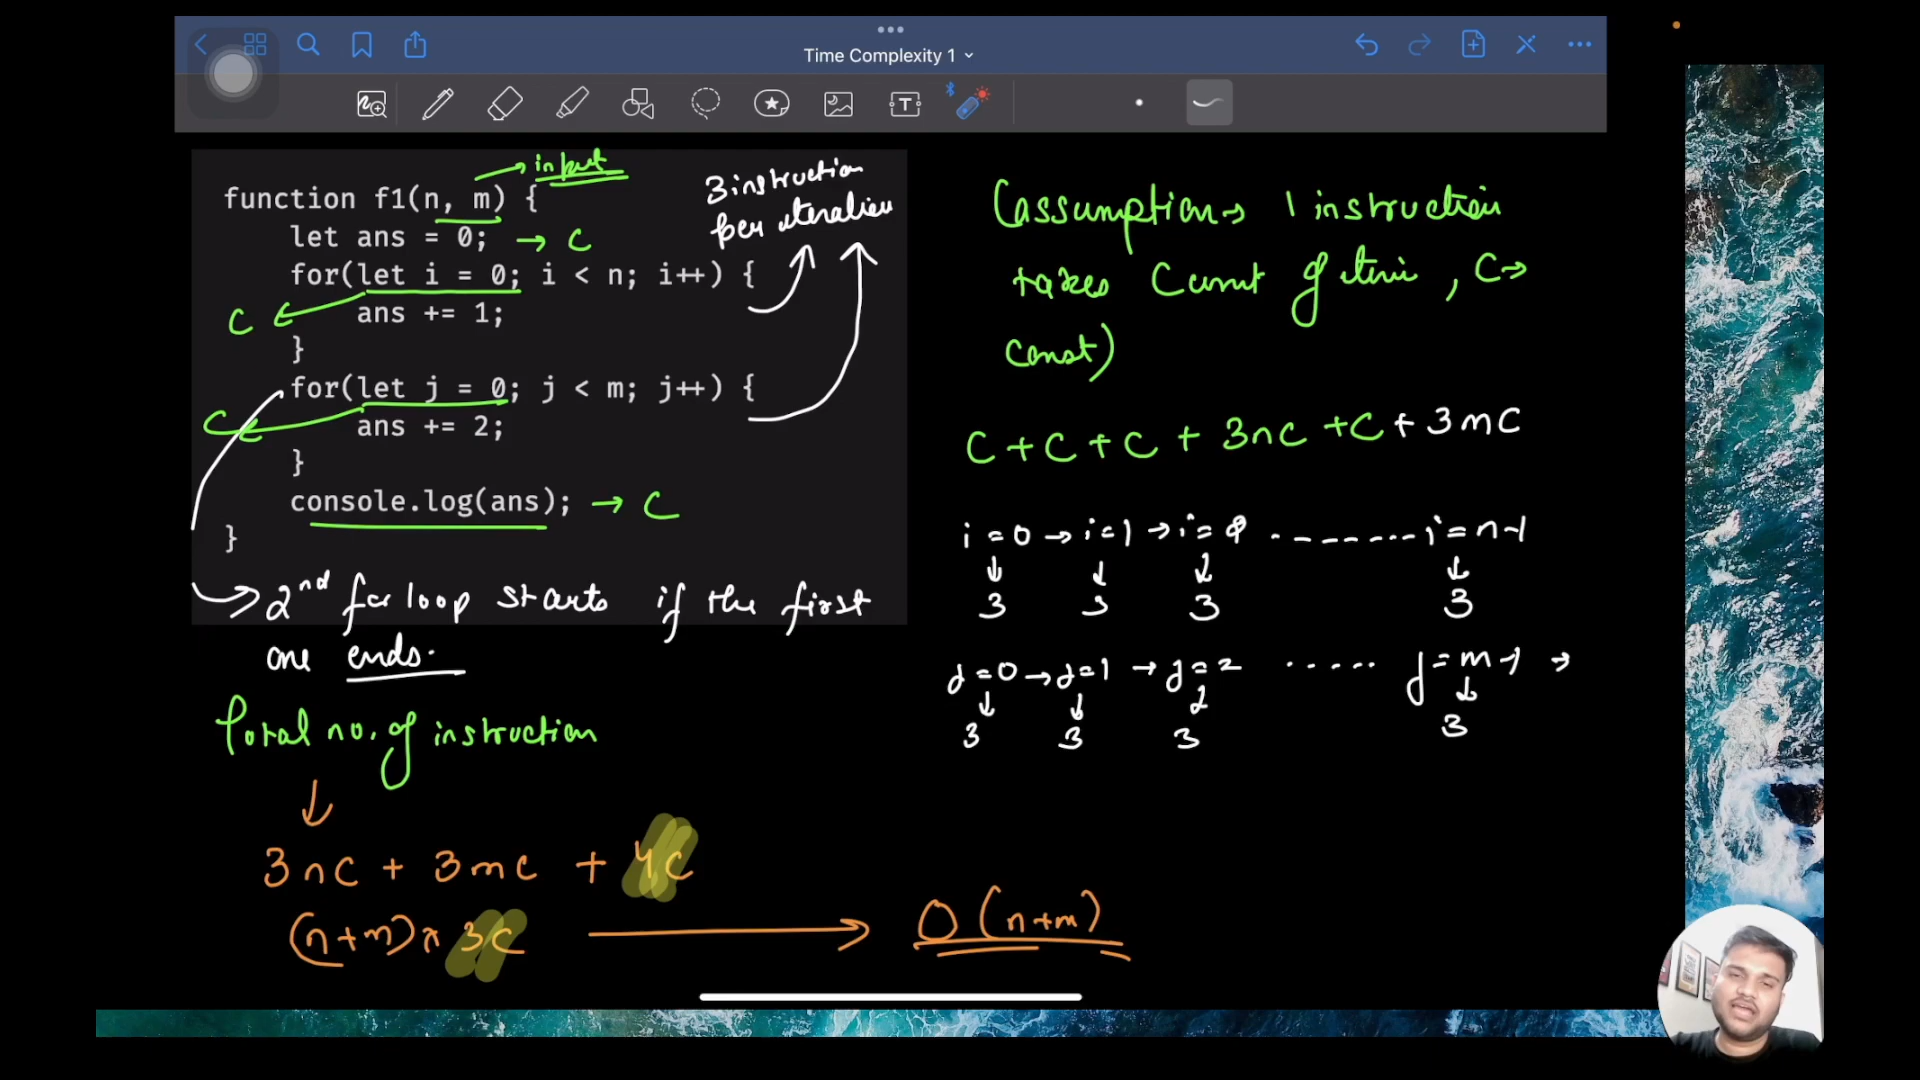 Time Complexity 1
function f1(n, m) {
→ input
let ans = 0; → C
for(let i = 0; i < n; i++) {
C ← ans += 1;
}
for(let j = 0; j < m; j++) {
C ← ans += 2;
}
console.log(ans); → C
}
3 instruction
per iteration
→ 2nd for loop starts if the first
one ends.
Total no. of instruction
↓
3nC + 3mC + 4C
(n+m) × 3C → O(n+m)
(assumption → 1 instruction
takes C amt of time, C →
const)
C + C + C + 3nC + C + 3mC
i = 0 → i = 1 → i = ------- i = n-1
↓ ↓ ↓ ↓
3 3 3 3
j = 0 → j = 1 → j = 2 ..... j = m-1 →
↓ ↓ ↓ ↓
3 3 3 3